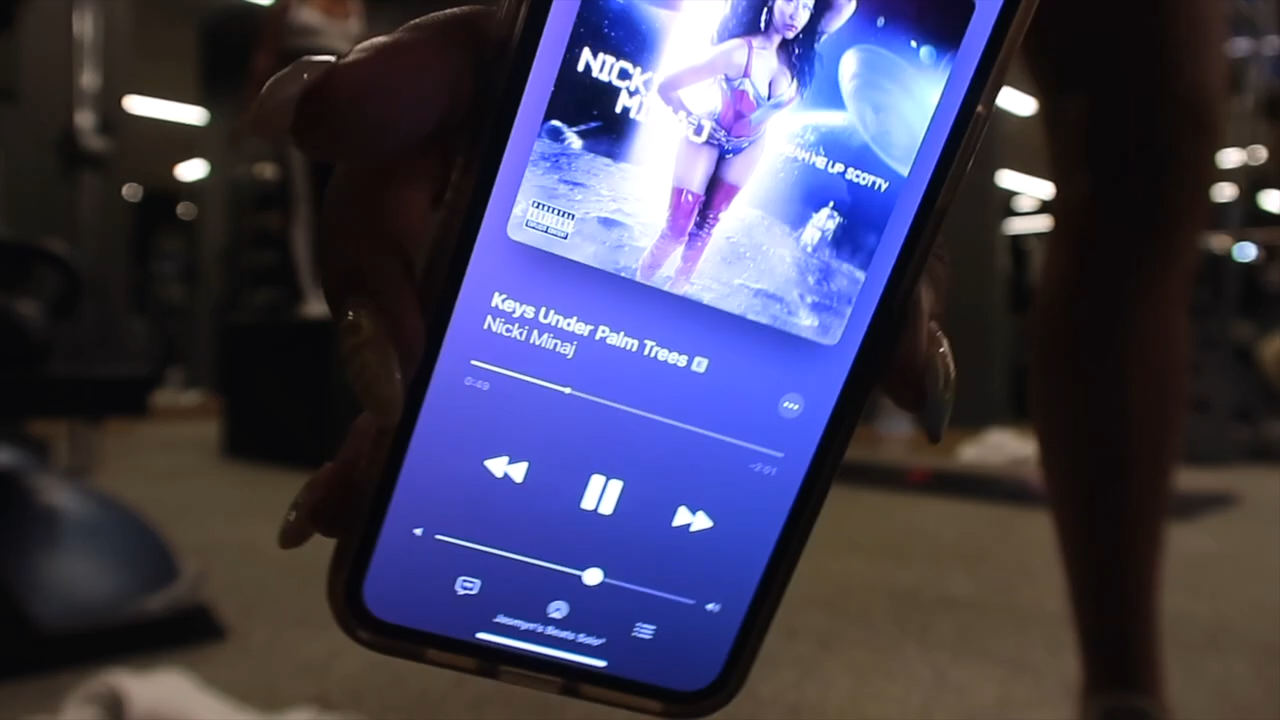 NICKI
MINAJ
BEAM ME UP SCOTTY
PARENTAL
ADVISORY
EXPLICIT CONTENT
Keys Under Palm Trees E
Nicki Minaj
0:49
-2:01
Jasmyn's Beats Solo³